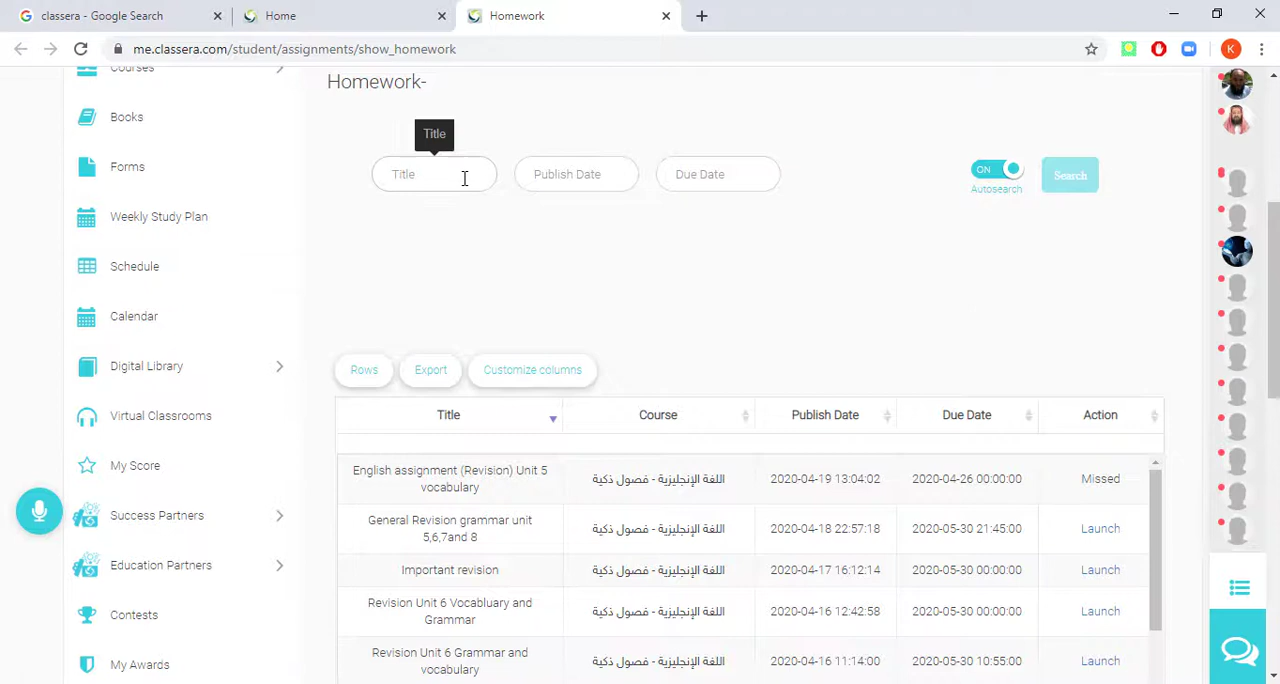 classera - Google Search
Home
Homework
me.classera.com/student/assignments/show_homework
K
Courses
Homework-
Books
Title
Forms
Title
Publish Date
Due Date
ON
Autosearch
Search
Weekly Study Plan
Schedule
Calendar
Digital Library
Rows
Export
Customize columns
Virtual Classrooms
Title
Course
Publish Date
Due Date
Action
My Score
English assignment (Revision) Unit 5
vocabulary
اللغة الإنجليزية - فصول ذكية
2020-04-19 13:04:02
2020-04-26 00:00:00
Missed
Success Partners
General Revision grammar unit
5,6,7and 8
اللغة الإنجليزية - فصول ذكية
2020-04-18 22:57:18
2020-05-30 21:45:00
Launch
Education Partners
Important revision
اللغة الإنجليزية - فصول ذكية
2020-04-17 16:12:14
2020-05-30 00:00:00
Launch
Contests
Revision Unit 6 Vocabluary and
Grammar
اللغة الإنجليزية - فصول ذكية
2020-04-16 12:42:58
2020-05-30 00:00:00
Launch
My Awards
Revision Unit 6 Grammar and
vocabulary
اللغة الإنجليزية - فصول ذكية
2020-04-16 11:14:00
2020-05-30 10:55:00
Launch